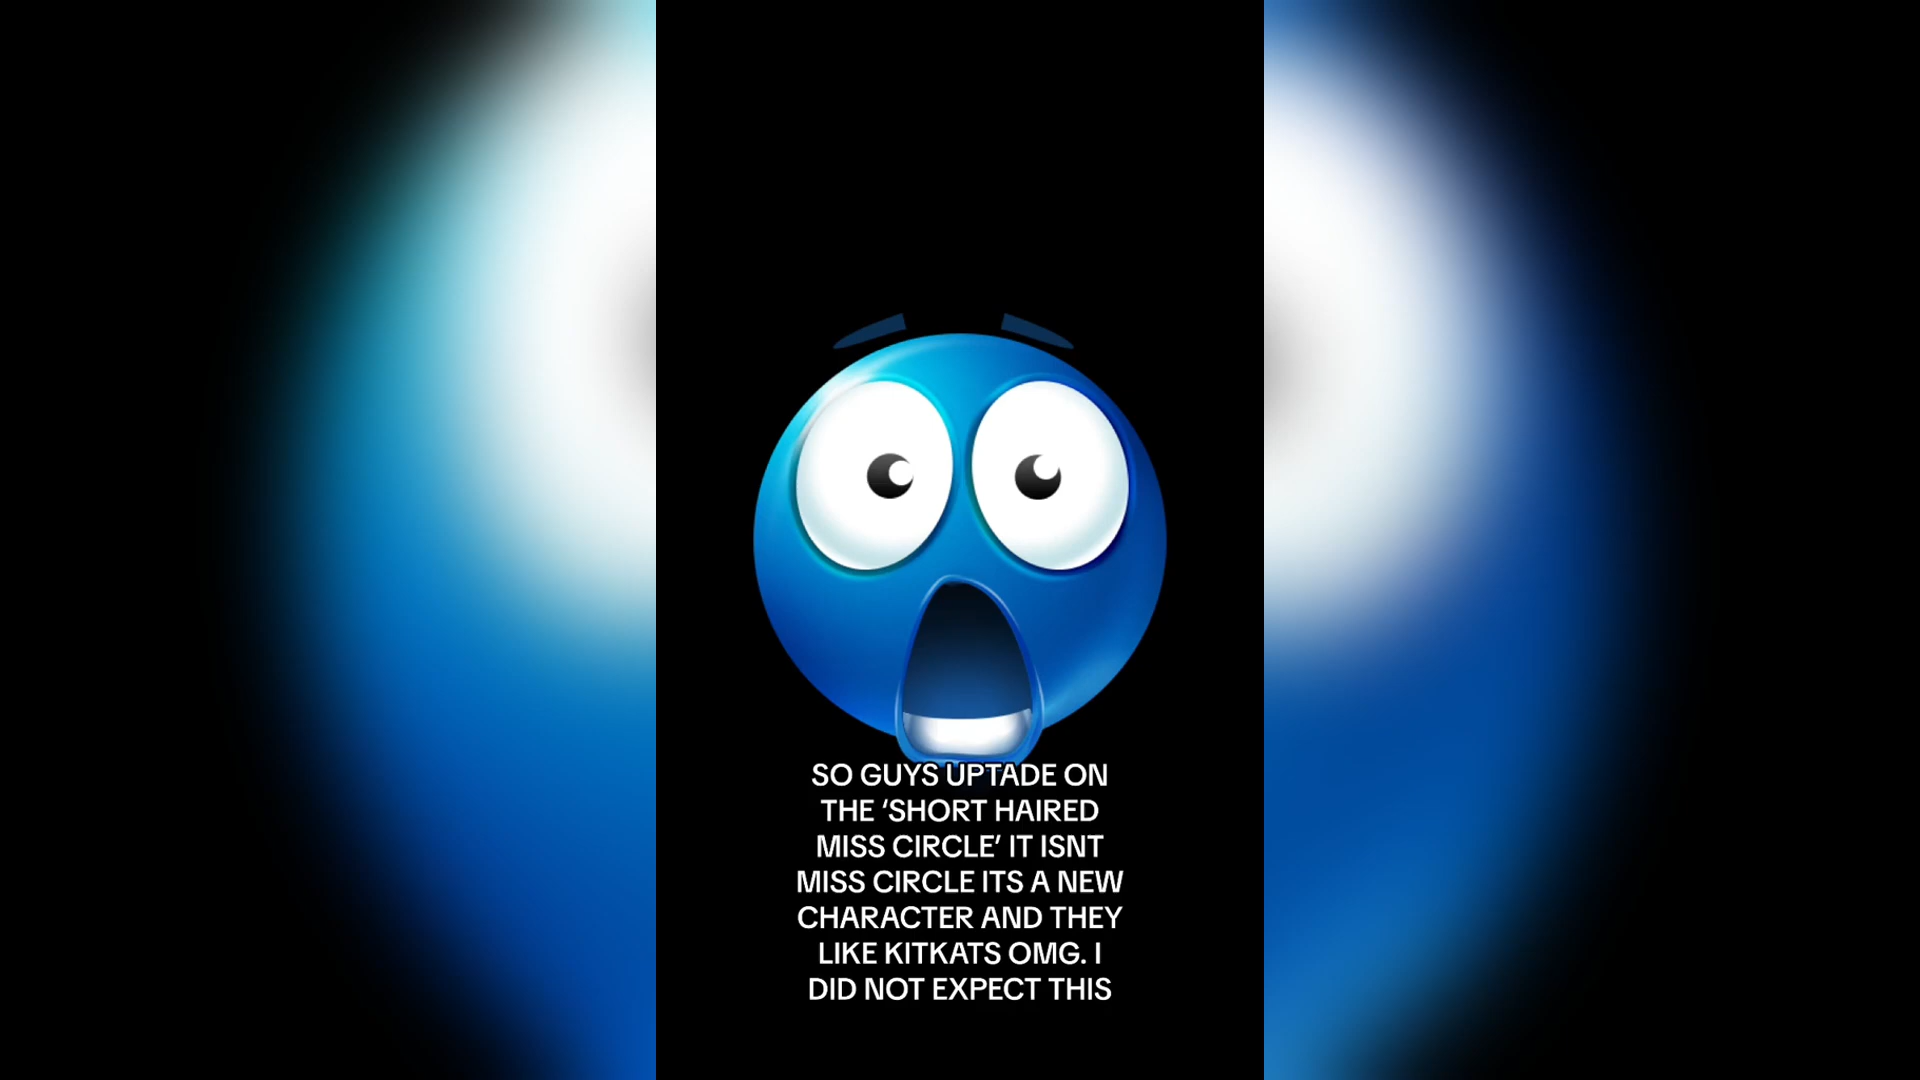 SO GUYS UPTADE ON
THE ‘SHORT HAIRED
MISS CIRCLE’ IT ISNT
MISS CIRCLE ITS A NEW
CHARACTER AND THEY
LIKE KITKATS OMG. I
DID NOT EXPECT THIS